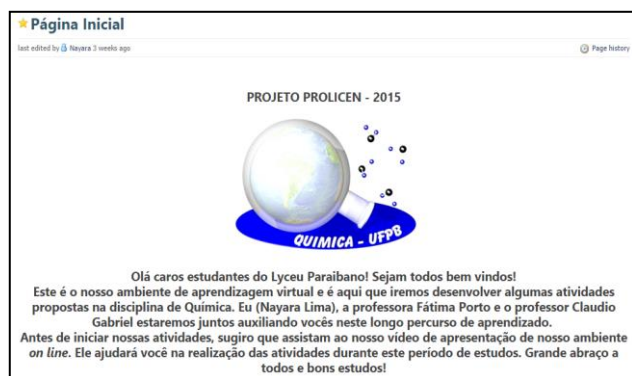 Página Inicial
last edited by Nayara 3 weeks ago
Page history
PROJETO PROLICEN - 2015
QUIMICA - UFPB
Olá caros estudantes do Lyceu Paraibano! Sejam todos bem vindos!
Este é o nosso ambiente de aprendizagem virtual e é aqui que iremos desenvolver algumas atividades
propostas na disciplina de Química. Eu (Nayara Lima), a professora Fátima Porto e o professor Claudio
Gabriel estaremos juntos auxiliando vocês neste longo percurso de aprendizado.
Antes de iniciar nossas atividades, sugiro que assistam ao nosso vídeo de apresentação de nosso ambiente
on line. Ele ajudará você na realização das atividades durante este período de estudos. Grande abraço a
todos e bons estudos!